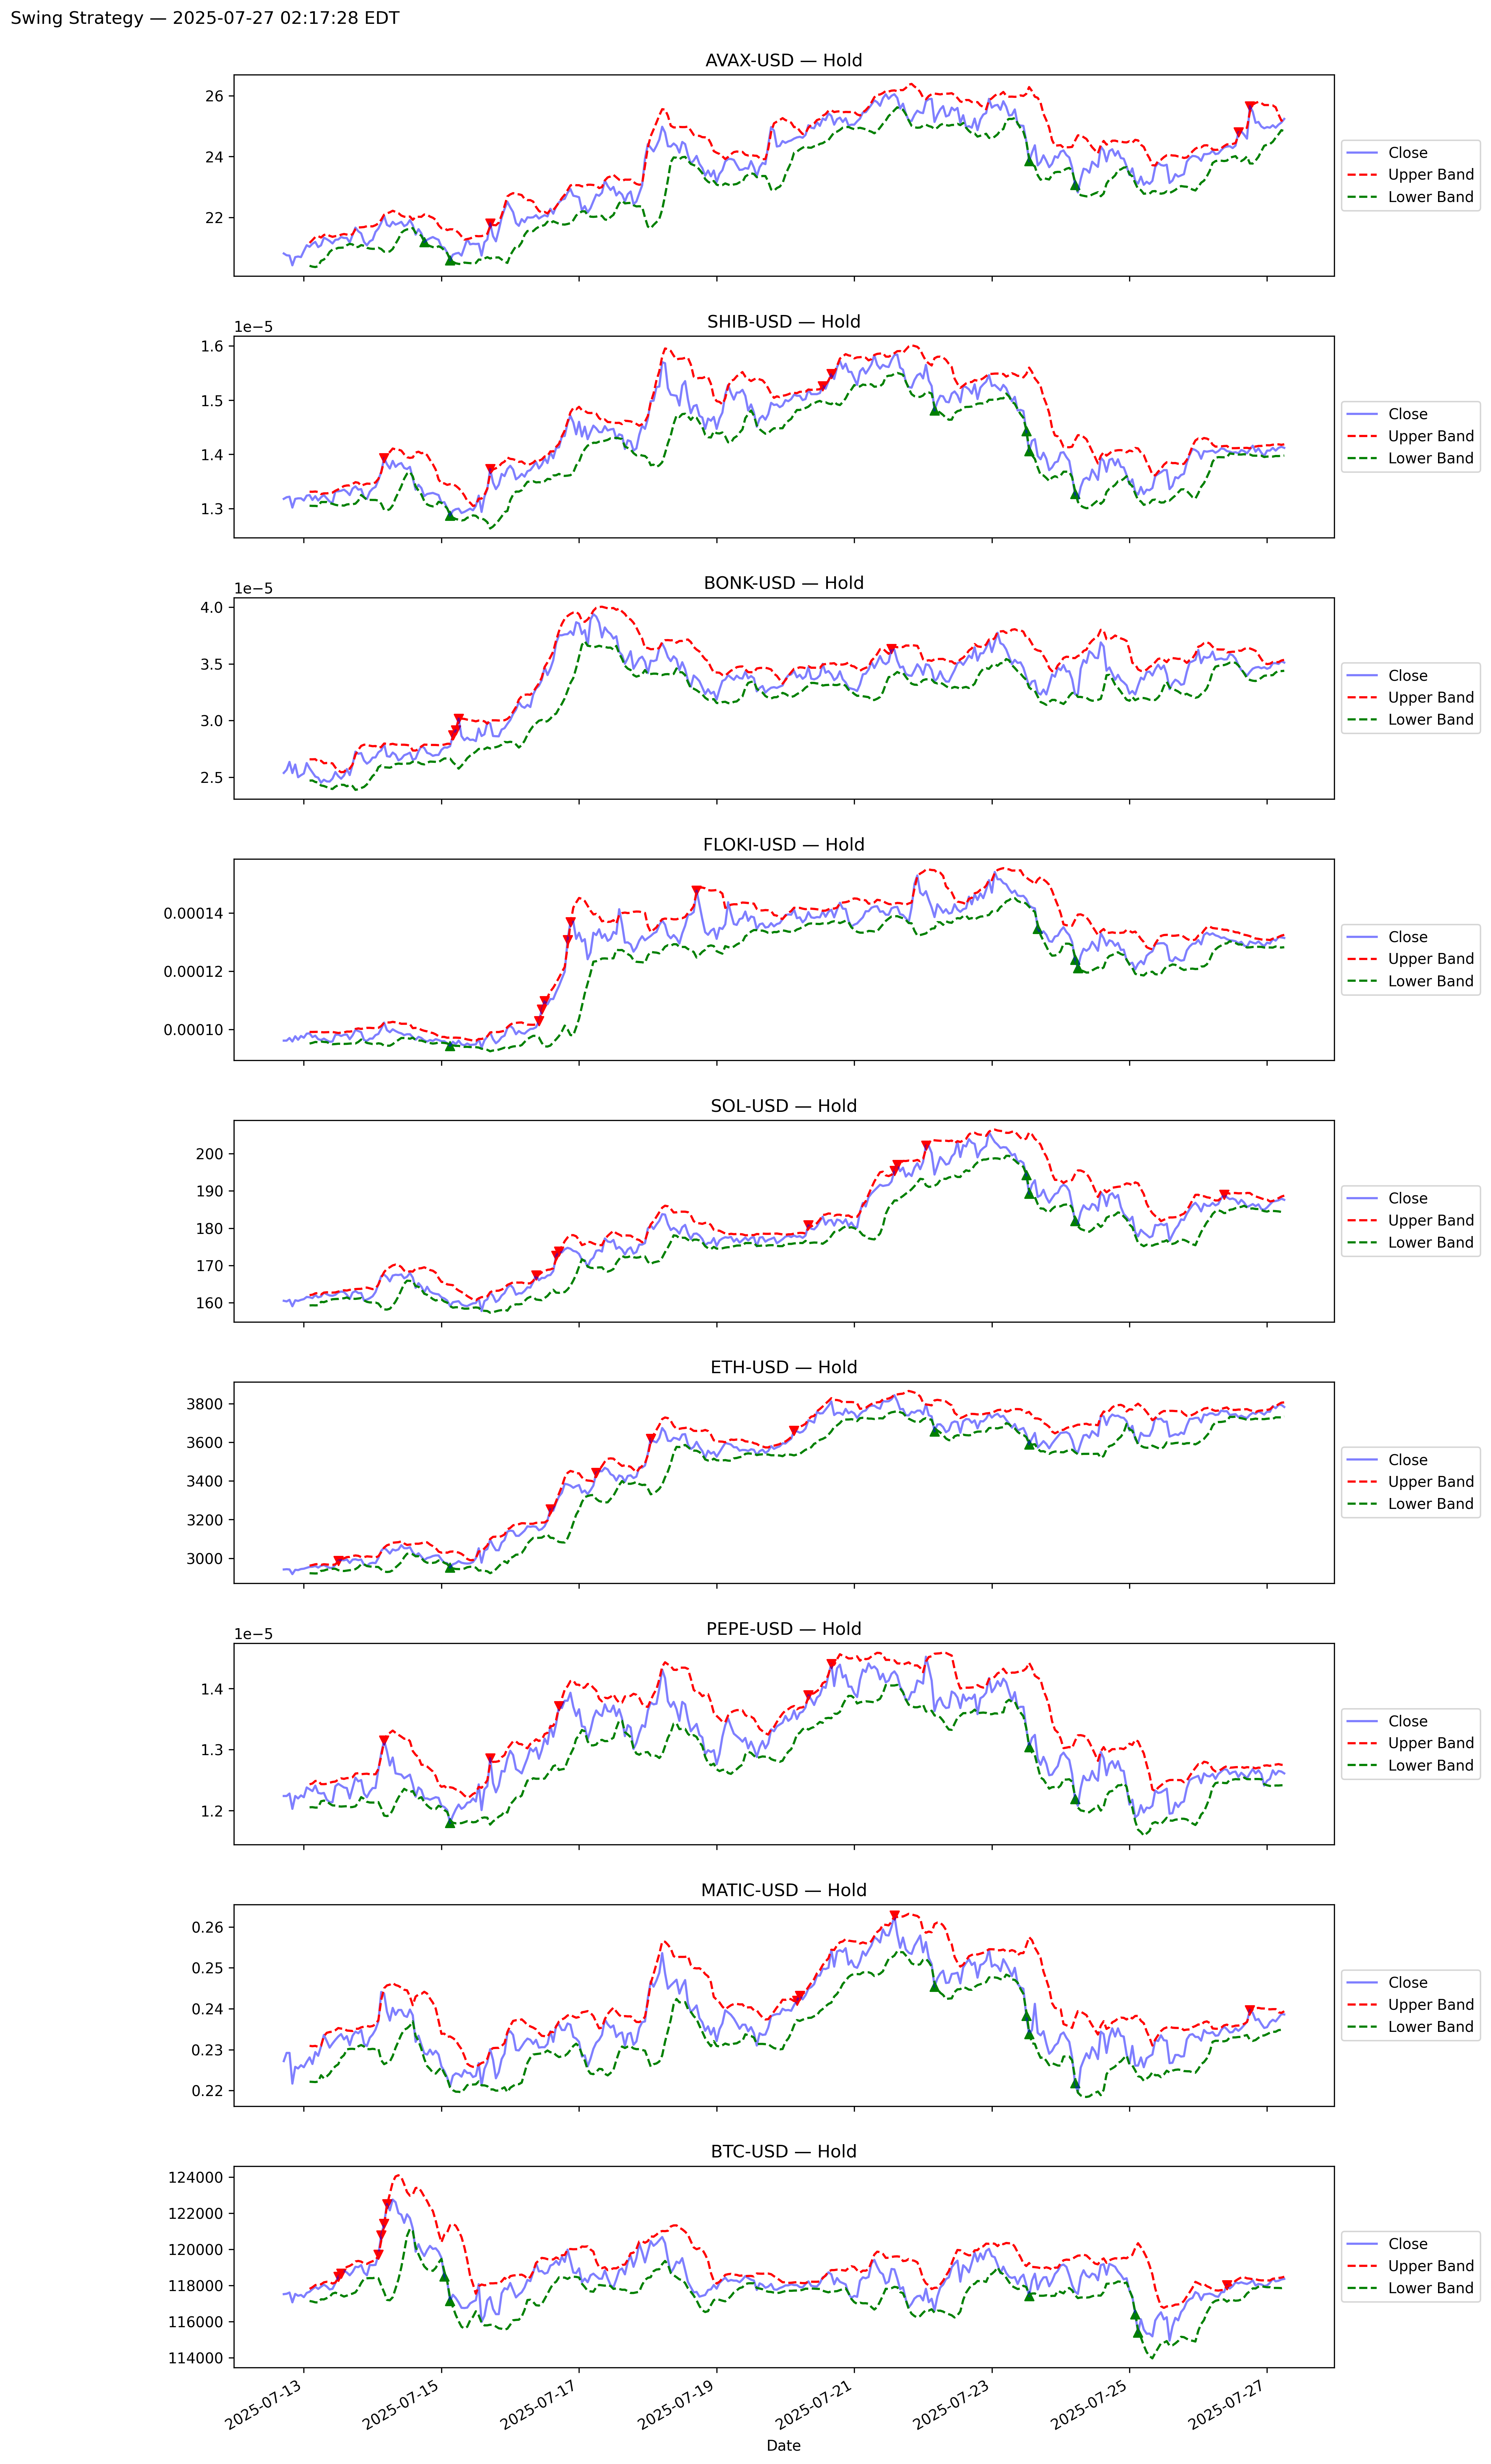 Swing Strategy — 2025-07-27 02:17:28 EDT
AVAX-USD — Hold
26
24
22
Close
Upper Band
Lower Band
SHIB-USD — Hold
1e−5
1.6
1.5
1.4
1.3
Close
Upper Band
Lower Band
BONK-USD — Hold
1e−5
4.0
3.5
3.0
2.5
Close
Upper Band
Lower Band
FLOKI-USD — Hold
0.00014
0.00012
0.00010
Close
Upper Band
Lower Band
SOL-USD — Hold
200
190
180
170
160
Close
Upper Band
Lower Band
ETH-USD — Hold
3800
3600
3400
3200
3000
Close
Upper Band
Lower Band
PEPE-USD — Hold
1e−5
1.4
1.3
1.2
Close
Upper Band
Lower Band
MATIC-USD — Hold
0.26
0.25
0.24
0.23
0.22
Close
Upper Band
Lower Band
BTC-USD — Hold
124000
122000
120000
118000
116000
114000
Close
Upper Band
Lower Band
2025-07-13
2025-07-15
2025-07-17
2025-07-19
2025-07-21
2025-07-23
2025-07-25
2025-07-27
Date